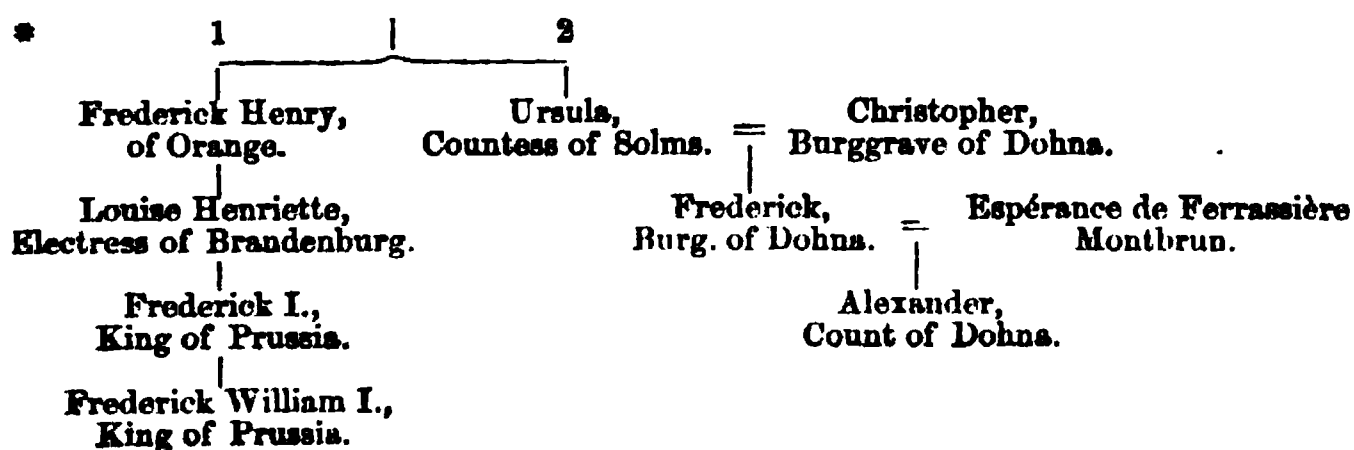 * 1 2
Frederick Henry, Ursula, Christopher,
of Orange. Countess of Solms. = Burggrave of Dohna.
Louise Henriette, Frederick, Espérance de Ferrassière
Electress of Brandenburg. Burg. of Dohna. = Montbrun.
Frederick I., Alexander,
King of Prussia. Count of Dohna.
Frederick William I.,
King of Prussia.